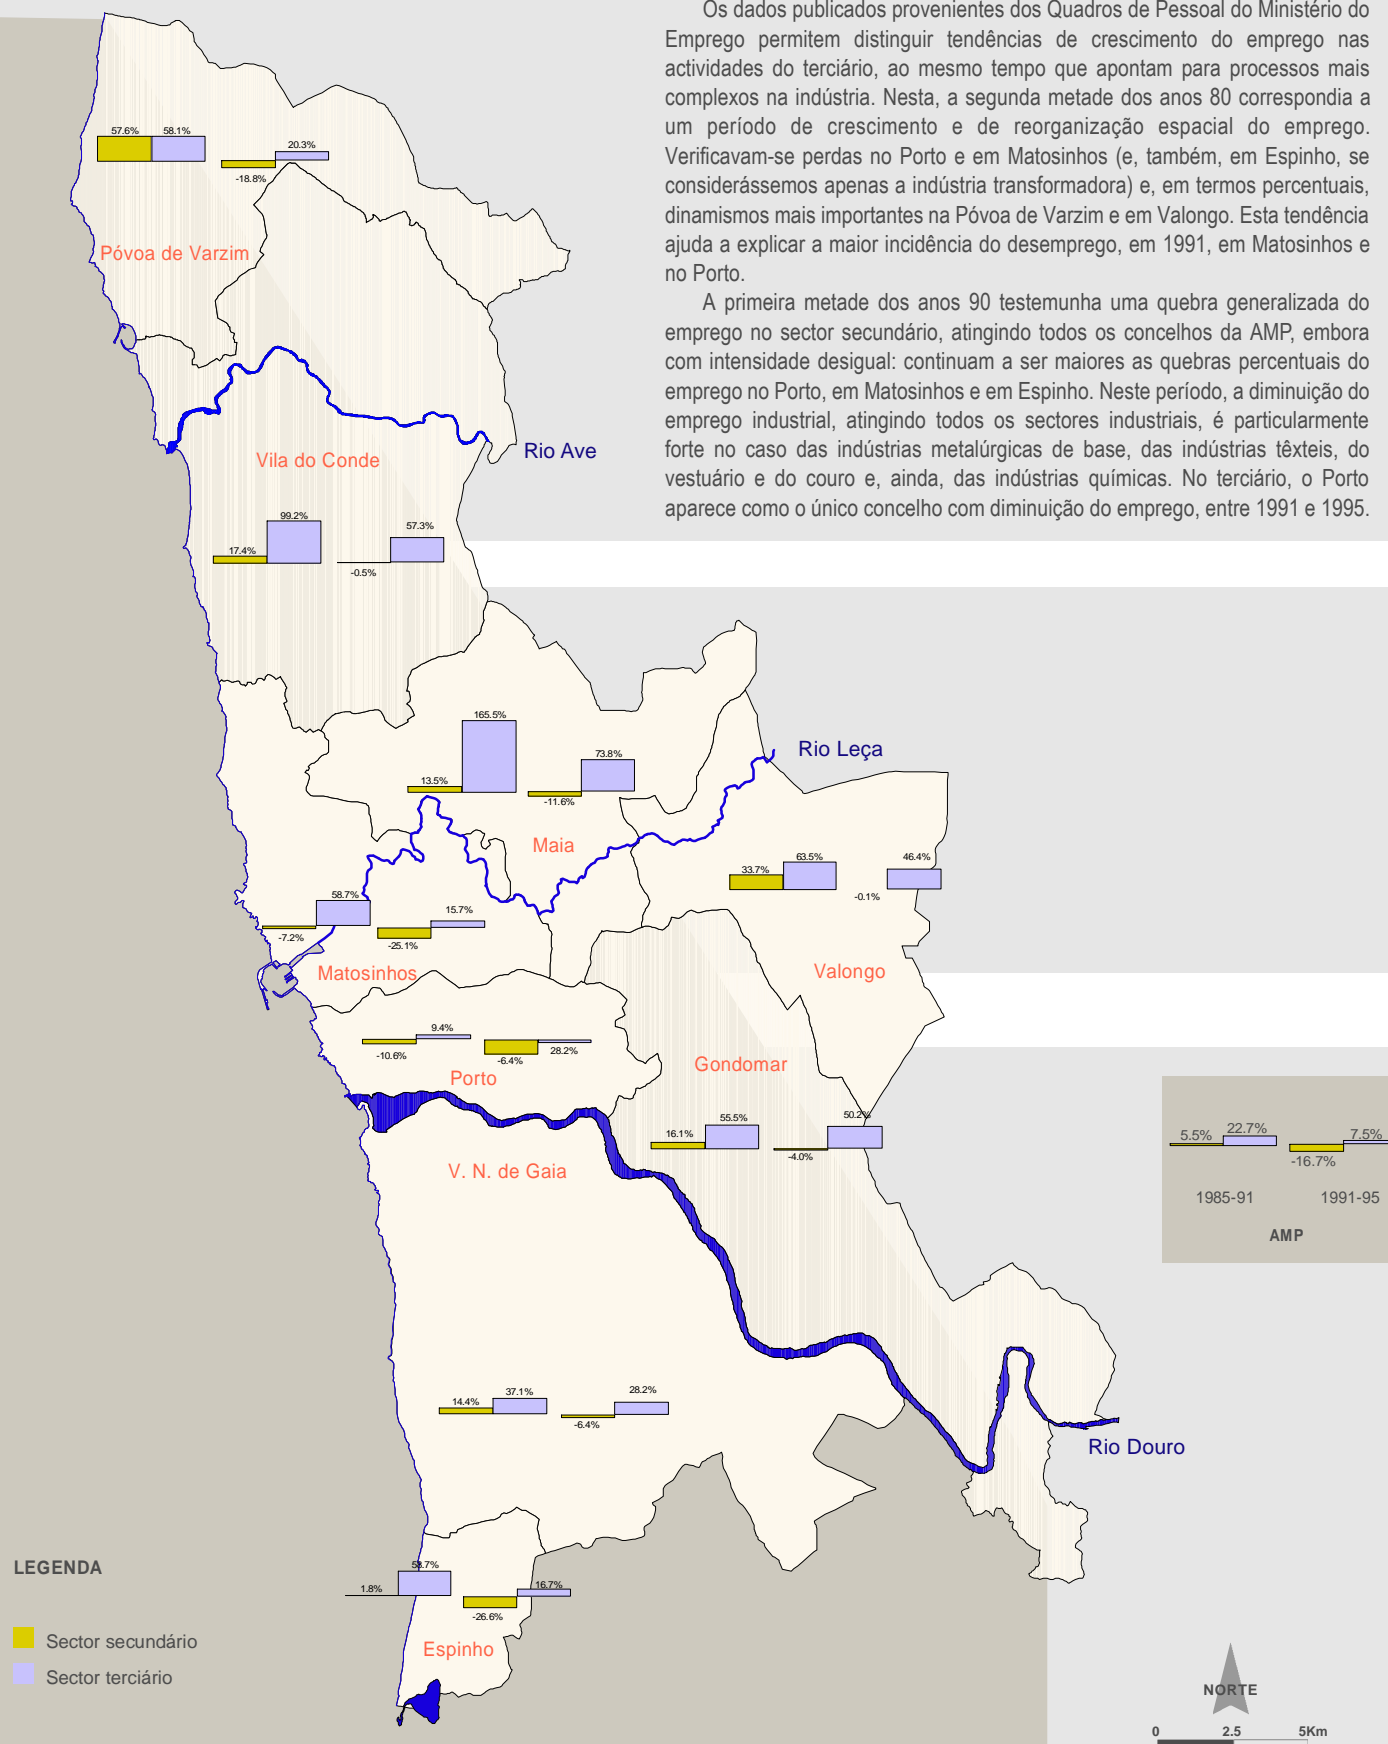 Os dados publicados provenientes dos Quadros de Pessoal do Ministério do
Emprego permitem distinguir tendências de crescimento do emprego nas
actividades do terciário, ao mesmo tempo que apontam para processos mais
complexos na indústria. Nesta, a segunda metade dos anos 80 correspondia a
um período de crescimento e de reorganização espacial do emprego.
Verificavam-se perdas no Porto e em Matosinhos (e, também, em Espinho, se
considerássemos apenas a indústria transformadora) e, em termos percentuais,
dinamismos mais importantes na Póvoa de Varzim e em Valongo. Esta tendência
ajuda a explicar a maior incidência do desemprego, em 1991, em Matosinhos e
no Porto.
A primeira metade dos anos 90 testemunha uma quebra generalizada do
emprego no sector secundário, atingindo todos os concelhos da AMP, embora
com intensidade desigual: continuam a ser maiores as quebras percentuais do
emprego no Porto, em Matosinhos e em Espinho. Neste período, a diminuição do
emprego industrial, atingindo todos os sectores industriais, é particularmente
forte no caso das indústrias metalúrgicas de base, das indústrias têxteis, do
vestuário e do couro e, ainda, das indústrias químicas. No terciário, o Porto
aparece como o único concelho com diminuição do emprego, entre 1991 e 1995.
57.6% 58.1%
20.3%
-18.8%
Póvoa de Varzim
Rio Ave
Vila do Conde
99.2%
17.4%
57.3%
-0.5%
165.5%
13.5%
73.8%
-11.6%
Rio Leça
Maia
33.7%
63.5%
46.4%
-0.1%
Valongo
58.7%
-7.2%
15.7%
-25.1%
Matosinhos
9.4%
-10.6%
-6.4%
28.2%
Porto
Gondomar
16.1%
55.5%
50.2%
-4.0%
V. N. de Gaia
5.5%
22.7%
7.5%
-16.7%
1985-91
1991-95
AMP
14.4%
37.1%
28.2%
-6.4%
Rio Douro
1.8%
58.7%
16.7%
-26.6%
Espinho
LEGENDA
Sector secundário
Sector terciário
NORTE
0 2.5 5Km